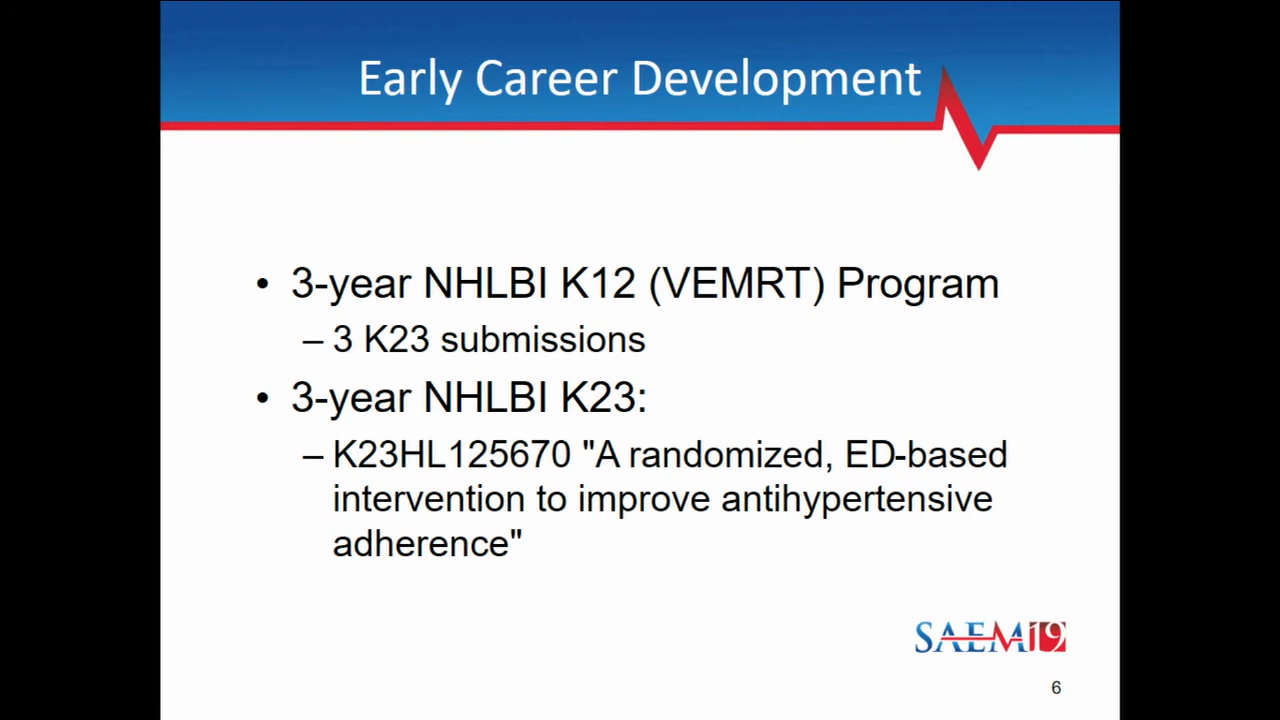 Early Career Development
• 3-year NHLBI K12 (VEMRT) Program
– 3 K23 submissions
• 3-year NHLBI K23:
– K23HL125670 "A randomized, ED-based
intervention to improve antihypertensive
adherence"
SAEM19
6